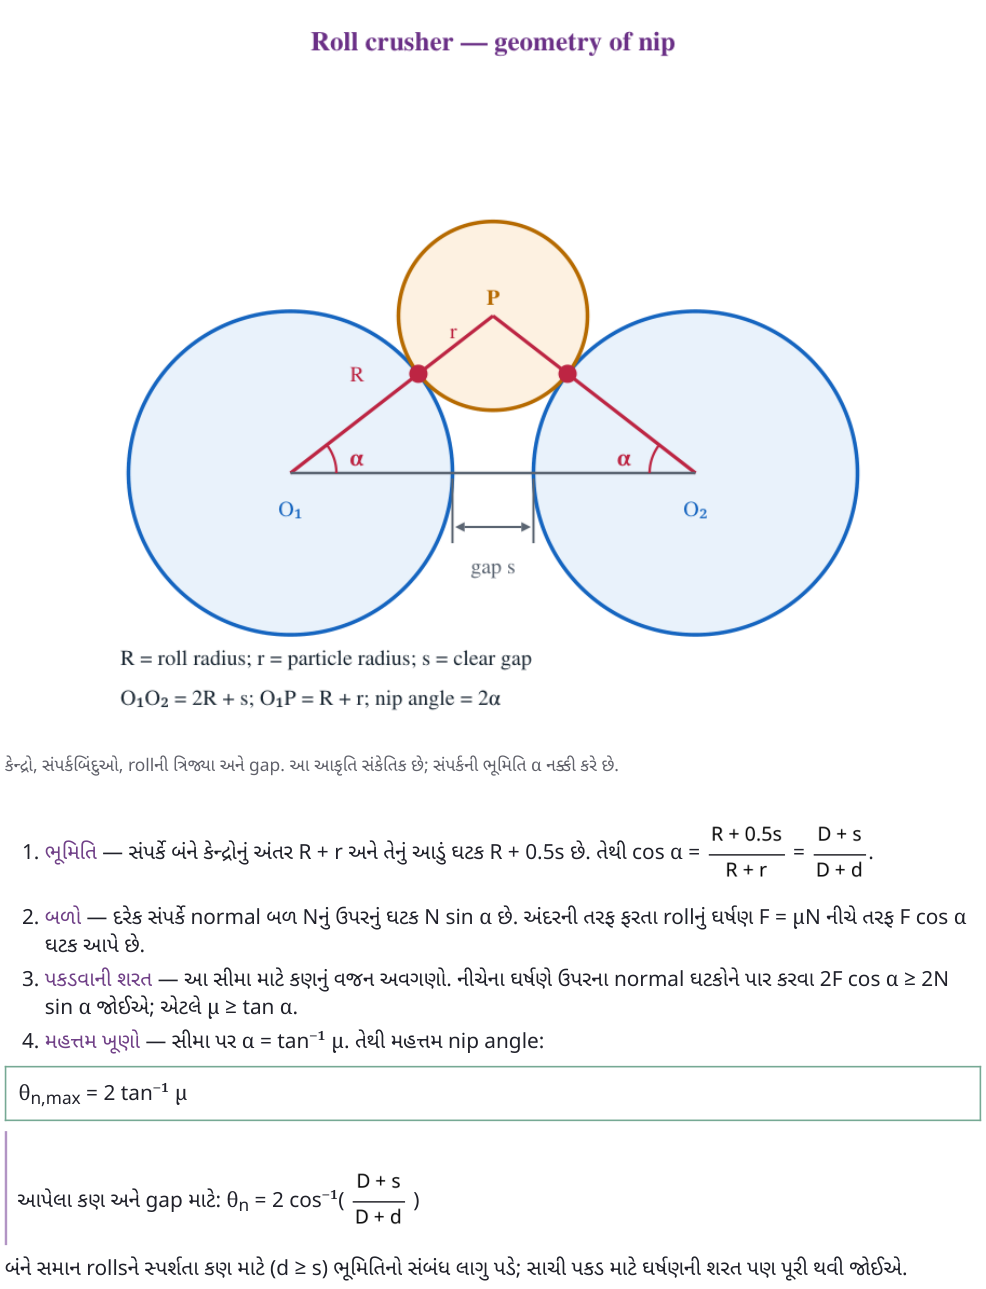 Roll crusher — geometry of nip
P
r
R
α
α
O₁
O₂
gap s
R = roll radius; r = particle radius; s = clear gap
O₁O₂ = 2R + s; O₁P = R + r; nip angle = 2α
કેન્દ્રો, સંપર્કબિંદુઓ, rollની ત્રિજ્યા અને gap. આ આકૃતિ સંકેતિક છે; સંપર્કની ભૂમિતિ α નક્કી કરે છે.
1. ભૂમિતિ — સંપર્કે બંને કેન્દ્રોનું અંતર R + r અને તેનું આડું ઘટક R + 0.5s છે. તેથી cos α = (R + 0.5s)/(R + r) = (D + s)/(D + d).
2. બળો — દરેક સંપર્કે normal બળ Nનું ઉપરનું ઘટક N sin α છે. અંદરની તરફ ફરતા rollનું ઘર્ષણ F = μN નીચે તરફ F cos α
ઘટક આપે છે.
3. પકડવાની શરત — આ સીમા માટે કણનું વજન અવગણો. નીચેના ઘર્ષણે ઉપરના normal ઘટકોને પાર કરવા 2F cos α ≥ 2N
sin α જોઈએ; એટલે μ ≥ tan α.
4. મહત્તમ ખૂણો — સીમા પર α = tan⁻¹ μ. તેથી મહત્તમ nip angle:
θn,max = 2 tan⁻¹ μ
આપેલા કણ અને gap માટે: θn = 2 cos⁻¹( (D + s)/(D + d) )
બંને સમાન rollsને સ્પર્શતા કણ માટે (d ≥ s) ભૂમિતિનો સંબંધ લાગુ પડે; સાચી પકડ માટે ઘર્ષણની શરત પણ પૂરી થવી જોઈએ.